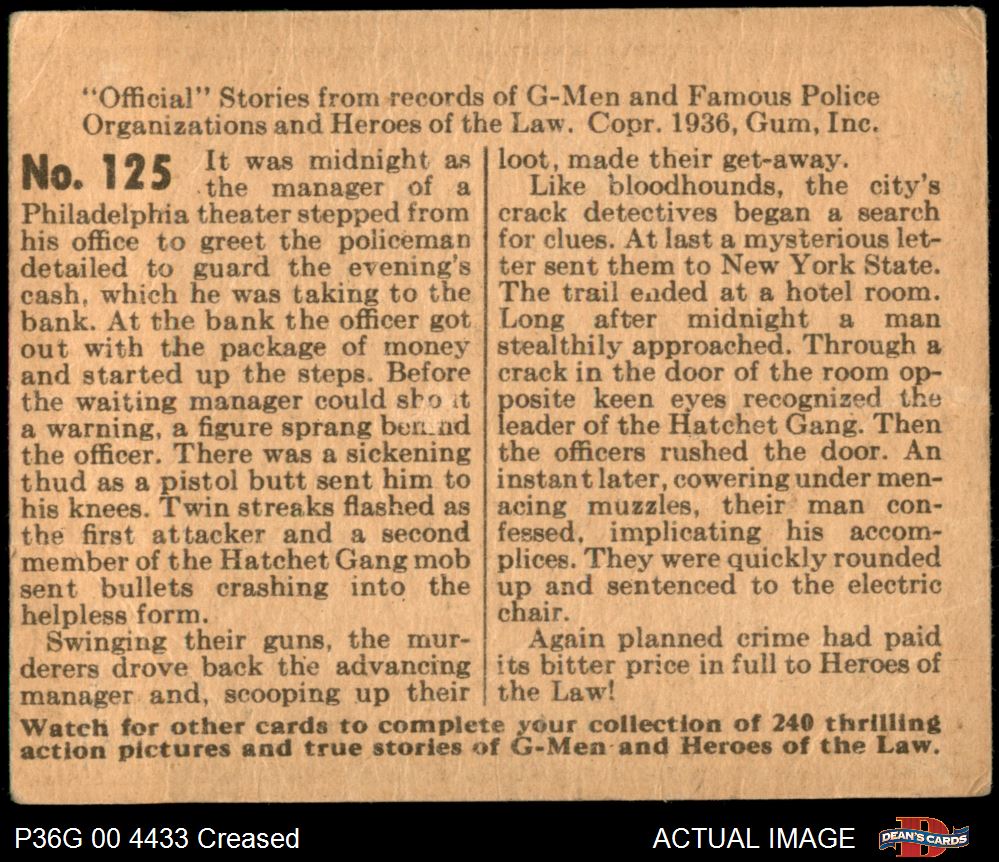 "Official" Stories from records of G-Men and Famous Police
Organizations and Heroes of the Law. Copr. 1936, Gum, Inc.
No. 125 It was midnight as
the manager of a
Philadelphia theater stepped from
his office to greet the policeman
detailed to guard the evening's
cash, which he was taking to the
bank. At the bank the officer got
out with the package of money
and started up the steps. Before
the waiting manager could sho t
a warning, a figure sprang behind
the officer. There was a sickening
thud as a pistol butt sent him to
his knees. Twin streaks flashed as
the first attacker and a second
member of the Hatchet Gang mob
sent bullets crashing into the
helpless form.
Swinging their guns, the mur-
derers drove back the advancing
manager and, scooping up their
loot, made their get-away.
Like bloodhounds, the city's
crack detectives began a search
for clues. At last a mysterious let-
ter sent them to New York State.
The trail ended at a hotel room.
Long after midnight a man
stealthily approached. Through a
crack in the door of the room op-
posite keen eyes recognized the
leader of the Hatchet Gang. Then
the officers rushed the door. An
instant later, cowering under men-
acing muzzles, their man con-
fessed, implicating his accom-
plices. They were quickly rounded
up and sentenced to the electric
chair.
Again planned crime had paid
its bitter price in full to Heroes of
the Law!
Watch for other cards to complete your collection of 240 thrilling
action pictures and true stories of G-Men and Heroes of the Law.
P36G 00 4433 Creased
ACTUAL IMAGE
D
DEAN'S CARDS